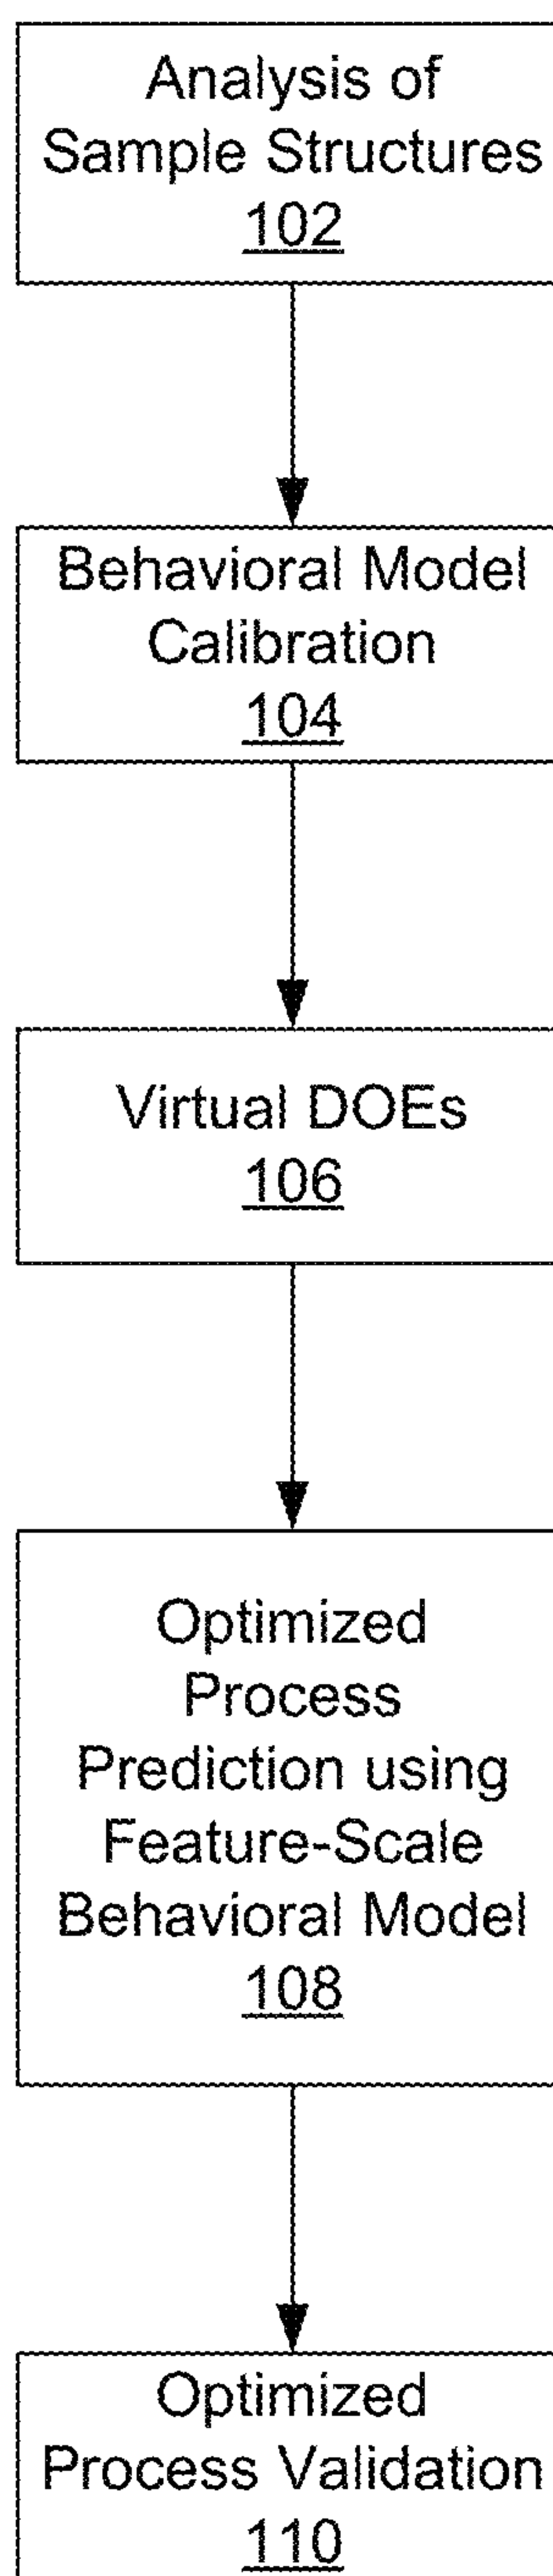 Analysis of
Sample Structures
102
Behavioral Model
Calibration
104
Virtual DOEs
106
Optimized
Process
Prediction using
Feature-Scale
Behavioral Model
108
Optimized
Process Validation
110